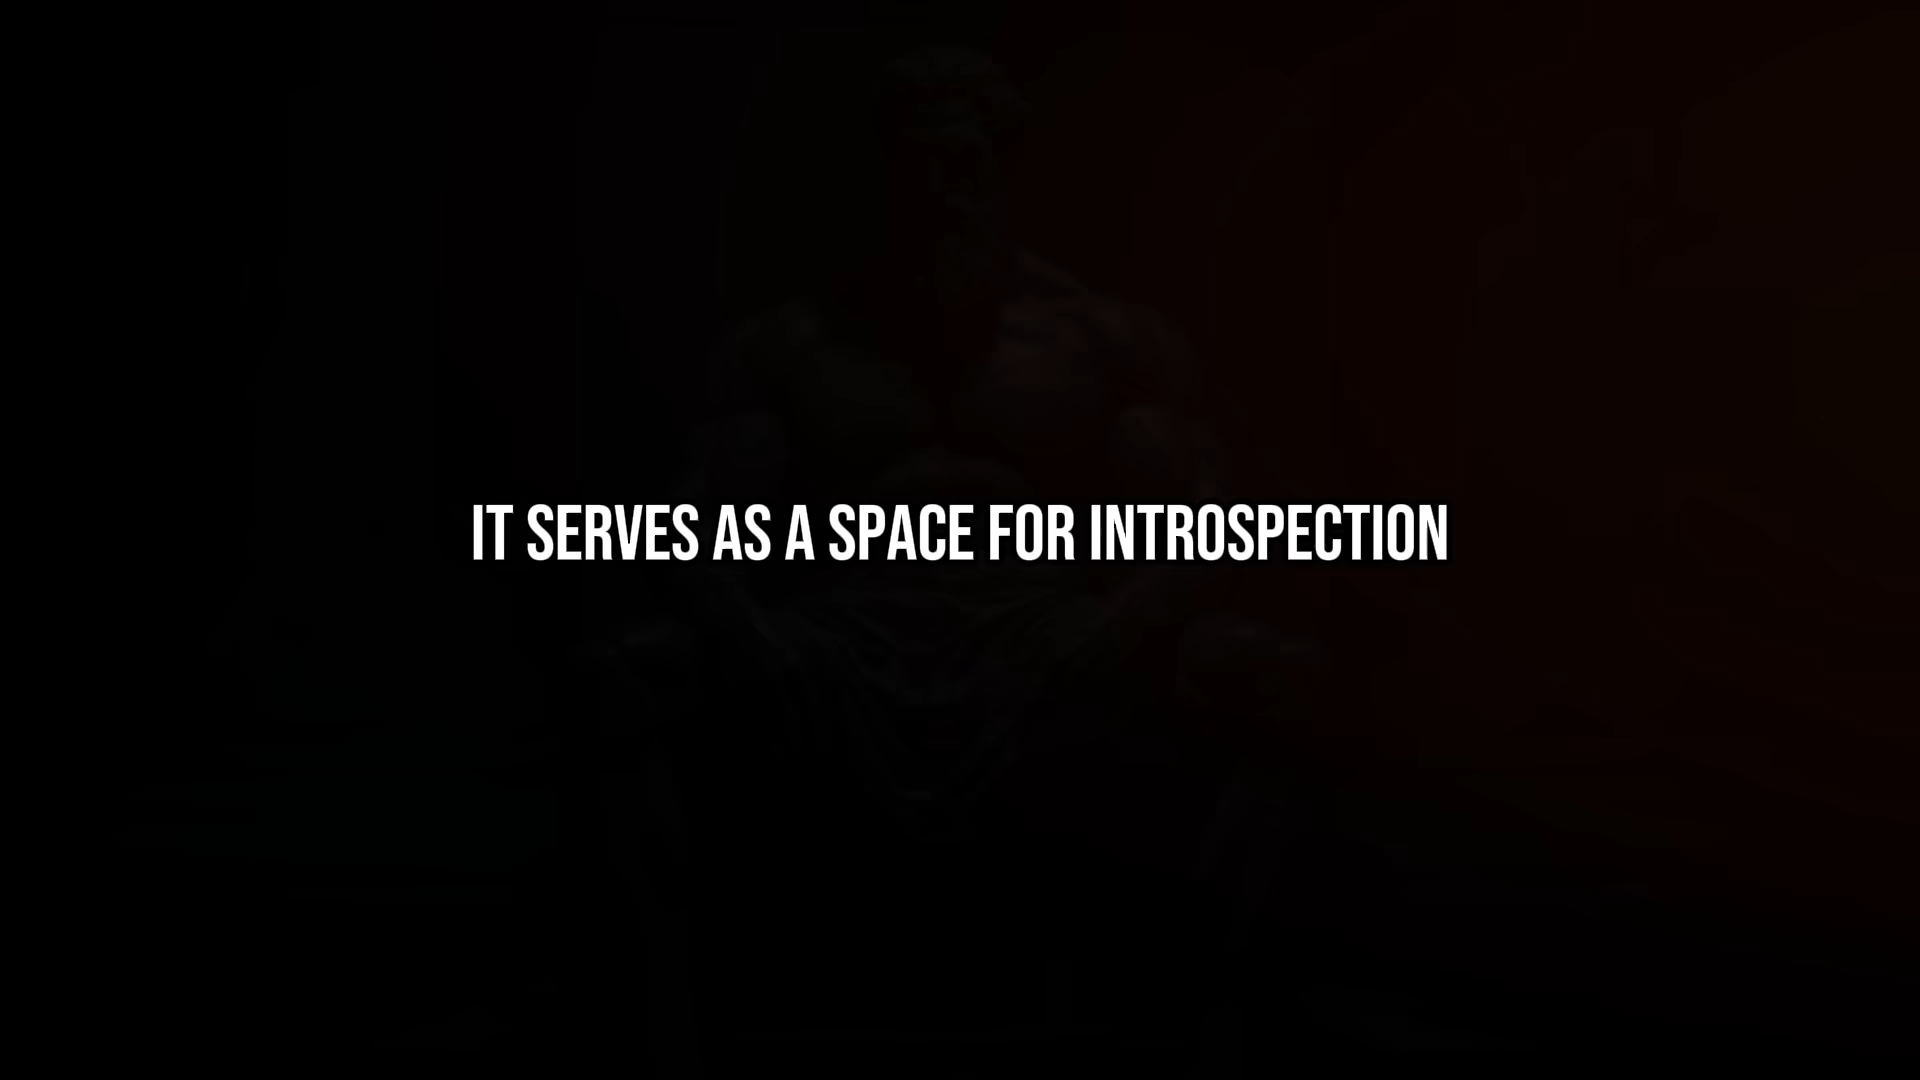 IT SERVES AS A SPACE FOR INTROSPECTION